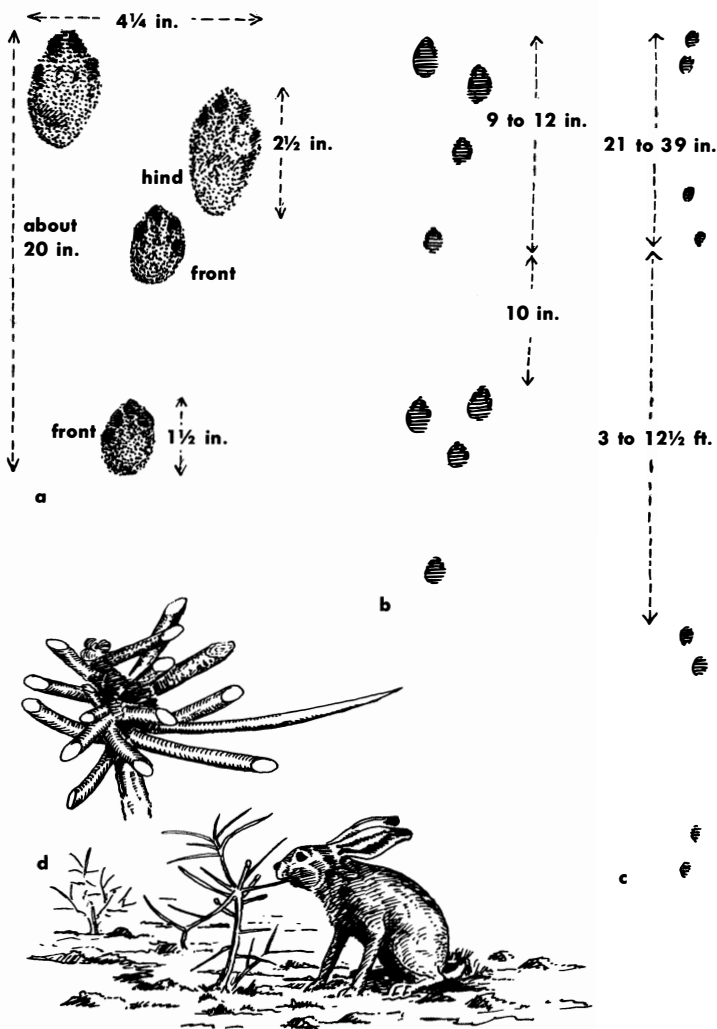 4¼ in.
hind
2½ in.
about
20 in.
front
front
1½ in.
a
9 to 12 in.
10 in.
b
21 to 39 in.
3 to 12½ ft.
c
d